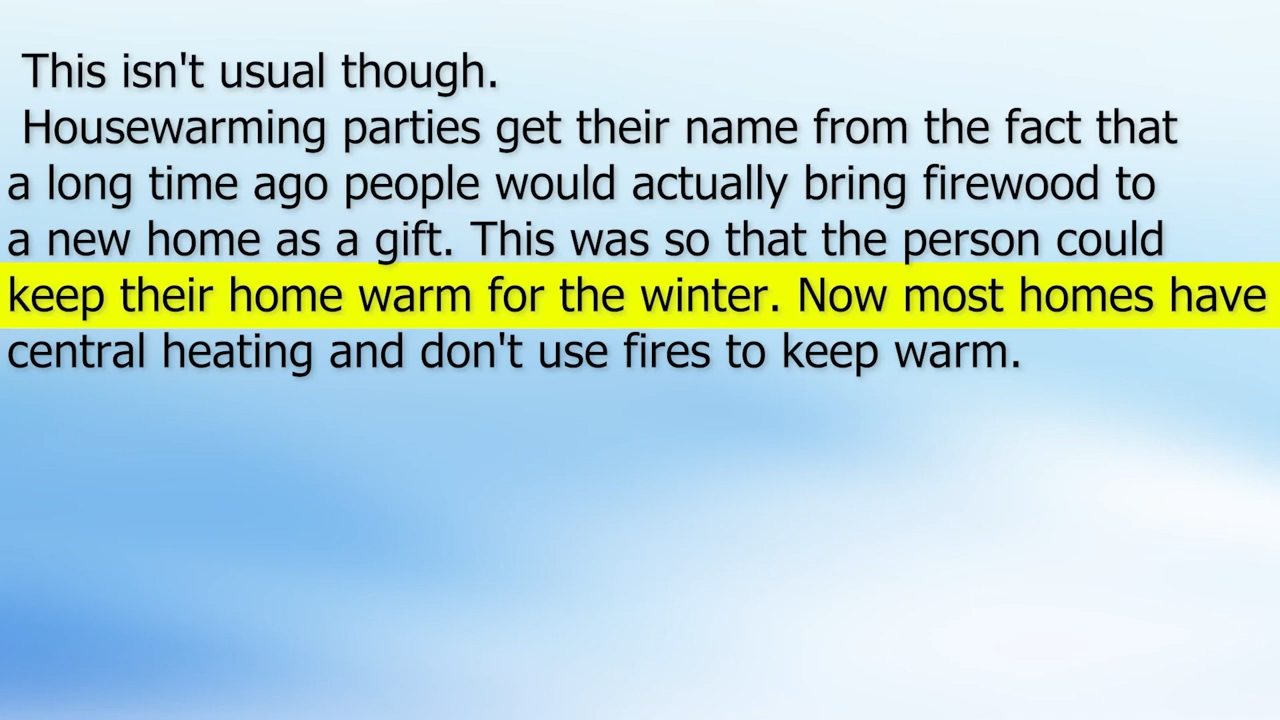 This isn't usual though.
Housewarming parties get their name from the fact that
a long time ago people would actually bring firewood to
a new home as a gift. This was so that the person could
keep their home warm for the winter. Now most homes have
central heating and don't use fires to keep warm.